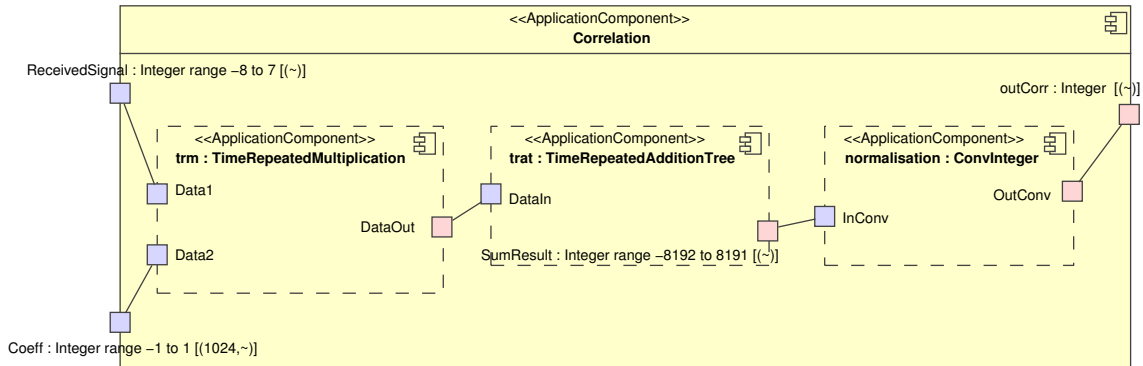 <<ApplicationComponent>>
Correlation
ReceivedSignal : Integer range −8 to 7 [(~)]
outCorr : Integer [(~)]
<<ApplicationComponent>>
trm : TimeRepeatedMultiplication
<<ApplicationComponent>>
trat : TimeRepeatedAdditionTree
<<ApplicationComponent>>
normalisation : ConvInteger
Data1
DataIn
OutConv
DataOut
InConv
Data2
SumResult : Integer range −8192 to 8191 [(~)]
Coeff : Integer range −1 to 1 [(1024,~)]